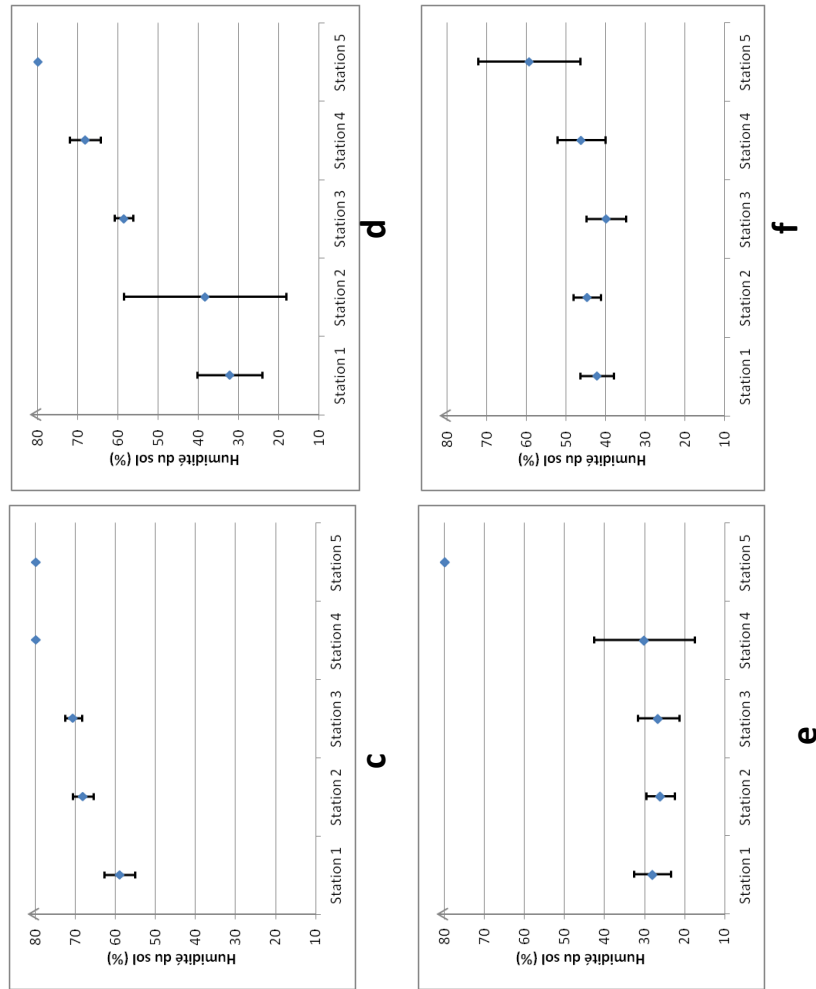 Humidité du sol (%)
80
70
60
50
40
30
20
10
Station 1
Station 2
Station 3
Station 4
Station 5
c
Humidité du sol (%)
80
70
60
50
40
30
20
10
Station 1
Station 2
Station 3
Station 4
Station 5
d
Humidité du sol (%)
80
70
60
50
40
30
20
10
Station 1
Station 2
Station 3
Station 4
Station 5
e
Humidité du sol (%)
80
70
60
50
40
30
20
10
Station 1
Station 2
Station 3
Station 4
Station 5
f